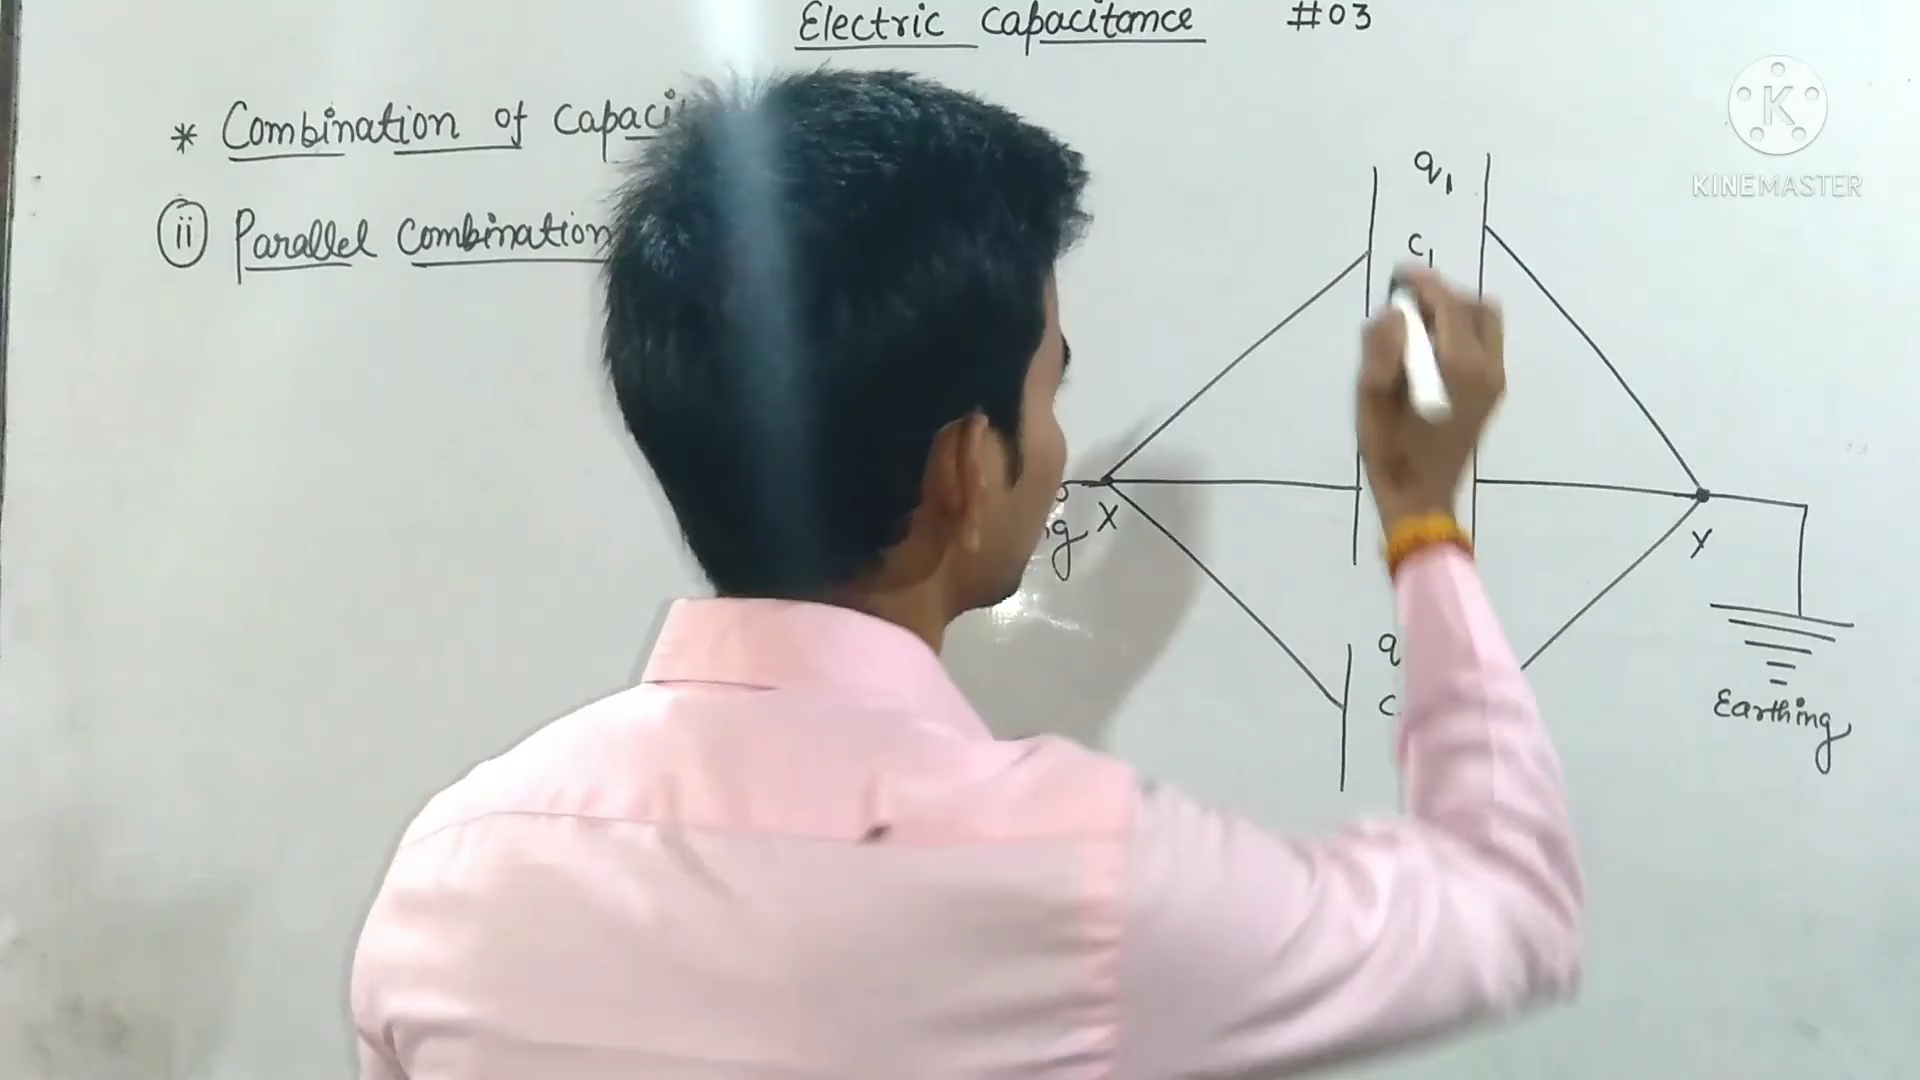 Electric Capacitance #03
* Combination of Capaci
(ii) Parallel Combination
K
KINEMASTER
q1
C1
g X
Y
q
C
Earthing